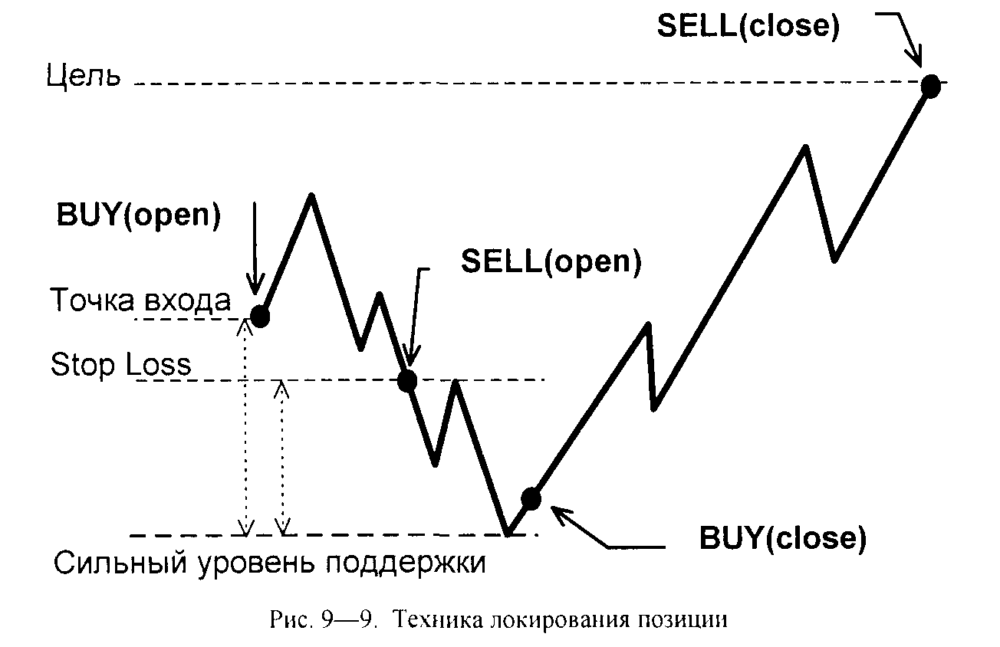 SELL(close)
Цель
BUY(open)
SELL(open)
Точка входа
Stop Loss
BUY(close)
Сильный уровень поддержки
Рис. 9—9. Техника локирования позиции